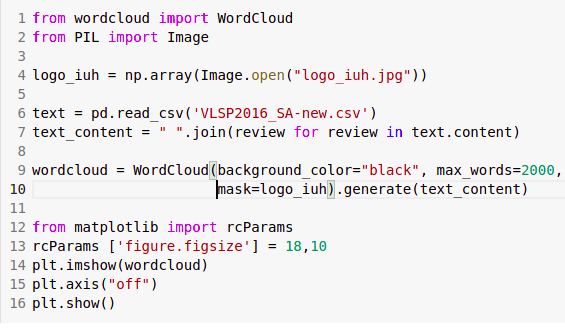 1 from wordcloud import WordCloud
2 from PIL import Image
3
4 logo_iuh = np.array(Image.open("logo_iuh.jpg"))
5
6 text = pd.read_csv('VLSP2016_SA-new.csv')
7 text_content = " ".join(review for review in text.content)
8
9 wordcloud = WordCloud(background_color="black", max_words=2000,
10                       mask=logo_iuh).generate(text_content)
11
12 from matplotlib import rcParams
13 rcParams ['figure.figsize'] = 18,10
14 plt.imshow(wordcloud)
15 plt.axis("off")
16 plt.show()